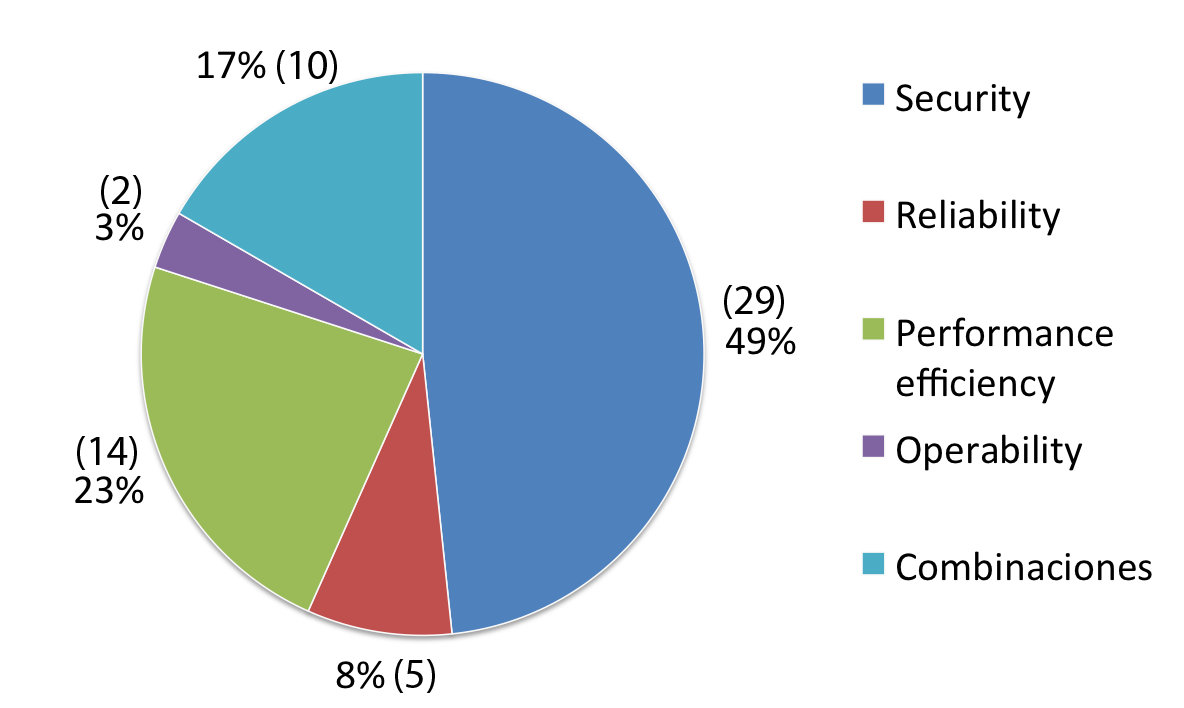 17% (10)
(2)
3%
(29)
49%
(14)
23%
8% (5)
Security
Reliability
Performance
efficiency
Operability
Combinaciones